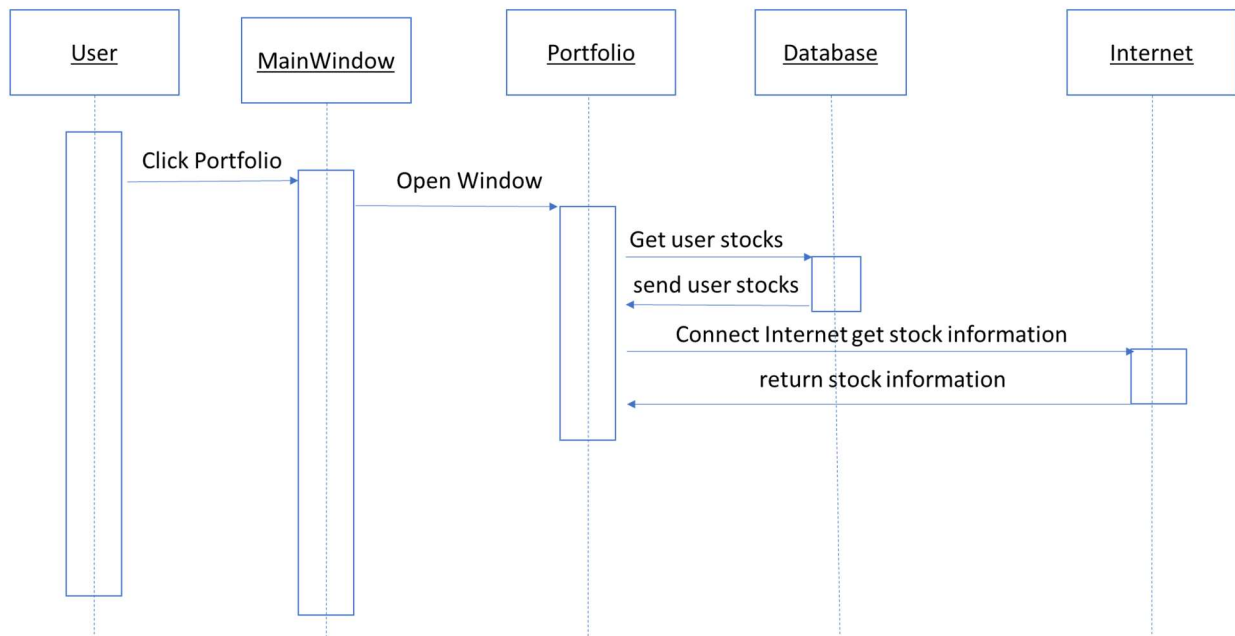 User
MainWindow
Portfolio
Database
Internet
Click Portfolio
Open Window
Get user stocks
send user stocks
Connect Internet get stock information
return stock information